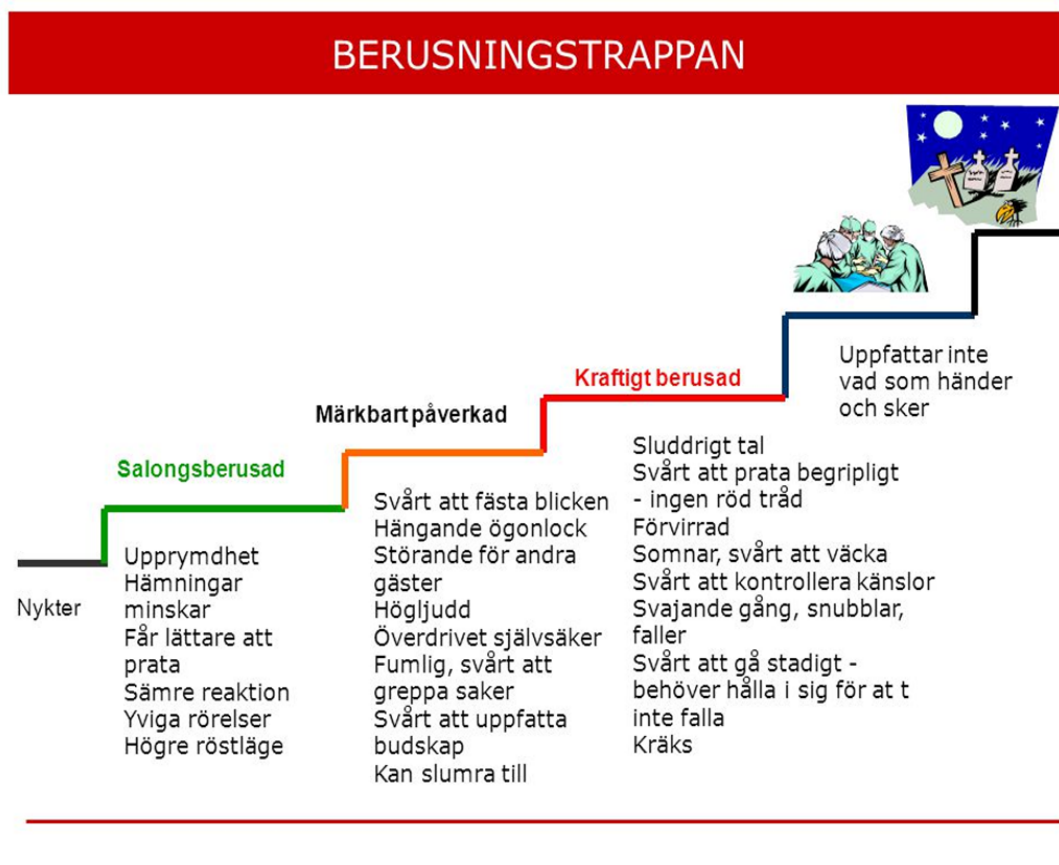 BERUSNINGSTRAPPAN
Nykter
Salongsberusad
Upprymdhet
Hämningar
minskar
Får lättare att
prata
Sämre reaktion
Yviga rörelser
Högre röstläge
Märkbart påverkad
Svårt att fästa blicken
Hängande ögonlock
Störande för andra
gäster
Högljudd
Överdrivet självsäker
Fumlig, svårt att
greppa saker
Svårt att uppfatta
budskap
Kan slumra till
Kraftigt berusad
Sluddrigt tal
Svårt att prata begripligt
- ingen röd tråd
Förvirrad
Somnar, svårt att väcka
Svårt att kontrollera känslor
Svajande gång, snubblar,
faller
Svårt att gå stadigt -
behöver hålla i sig för at t
inte falla
Kräks
Uppfattar inte
vad som händer
och sker